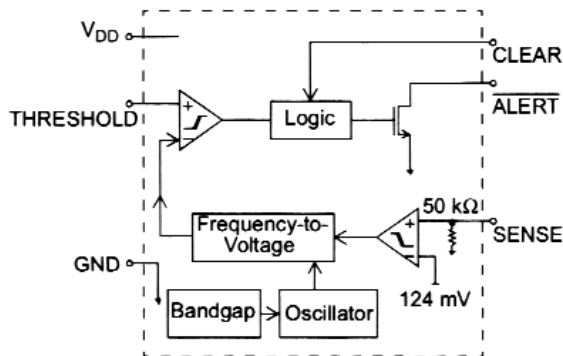 VDD
CLEAR
THRESHOLD
+
−
Logic
ALERT
50 kΩ
Frequency-to-
Voltage
+
−
SENSE
GND
124 mV
Bandgap
Oscillator